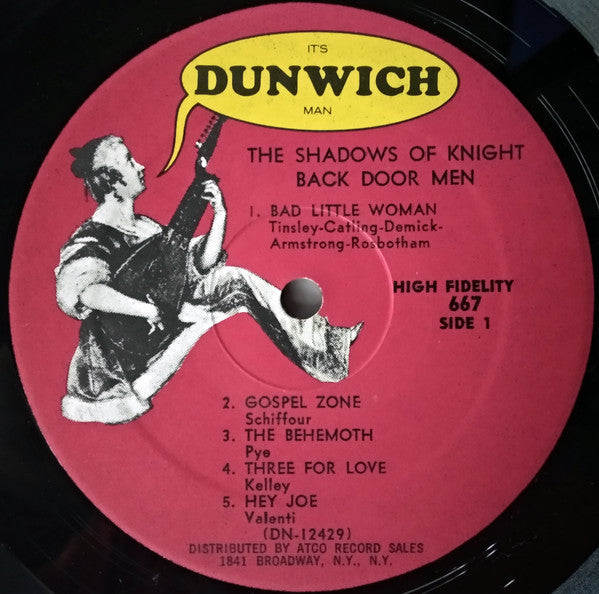 IT'S
DUNWICH
MAN
THE SHADOWS OF KNIGHT
BACK DOOR MEN
1. BAD LITTLE WOMAN
Tinsley-Catling-Demick-
Armstrong-Rosbotham
HIGH FIDELITY
667
SIDE 1
2. GOSPEL ZONE
Schiffour
3. THE BEHEMOTH
Pye
4. THREE FOR LOVE
Kelley
5. HEY JOE
Valenti
(DN-12429)
DISTRIBUTED BY ATCO RECORD SALES
1841 BROADWAY, N.Y., N.Y.